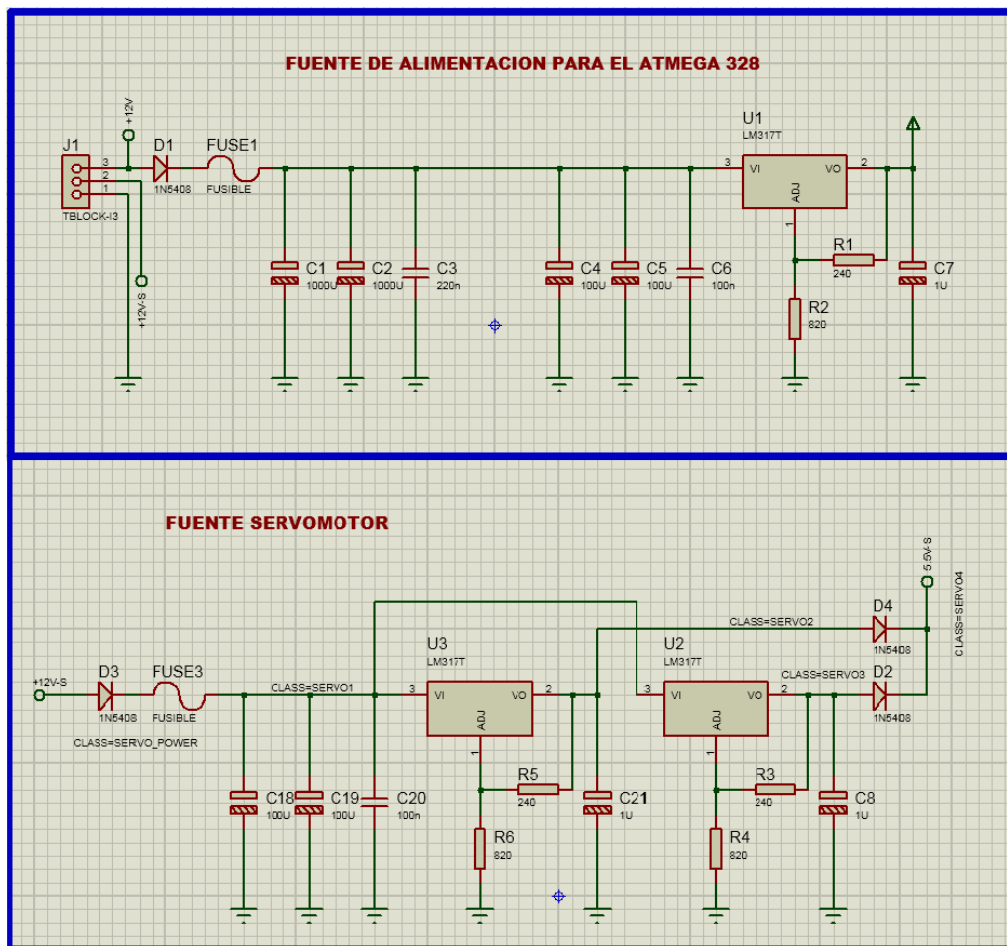 FUENTE DE ALIMENTACION PARA EL ATMEGA 328
+12V
J1
3
2
1
TBLOCK-I3
+12V-S
D1
1N5408
FUSE1
FUSIBLE
C1
1000U
C2
1000U
C3
220n
C4
100U
C5
100U
C6
100n
U1
LM317T
3
VI
VO
2
ADJ
1
R1
240
R2
820
C7
1U
FUENTE SERVOMOTOR
+12V-S
D3
1N5408
CLASS=SERVO_POWER
FUSE3
FUSIBLE
CLASS=SERVO1
C18
100U
C19
100U
C20
100n
U3
LM317T
3
VI
VO
2
ADJ
1
R5
240
R6
820
C21
1U
CLASS=SERVO2
U2
LM317T
3
VI
VO
2
ADJ
1
R3
240
R4
820
CLASS=SERVO3
C8
1U
D4
1N5408
D2
1N5408
5.5V-S
CLASS=SERVO4